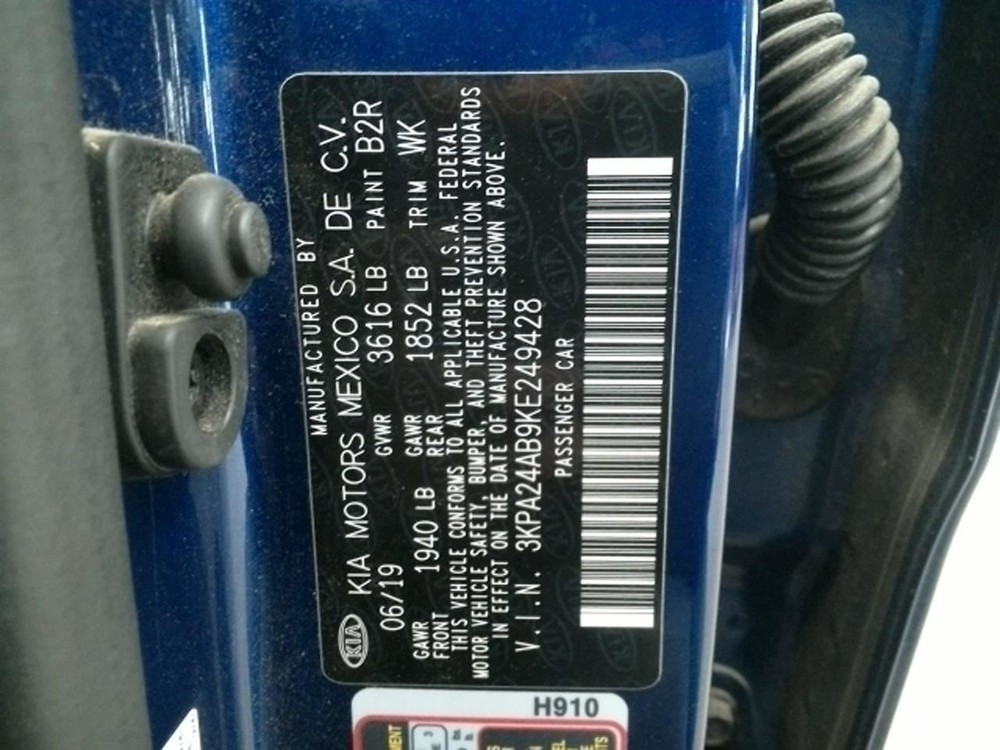 MANUFACTURED BY
KIA KIA MOTORS MEXICO S.A. DE C.V.
06/19 GVWR 3616 LB PAINT B2R
GAWR FRONT 1940 LB GAWR REAR 1852 LB TRIM WK
THIS VEHICLE CONFORMS TO ALL APPLICABLE U.S.A. FEDERAL
MOTOR VEHICLE SAFETY, BUMPER, AND THEFT PREVENTION STANDARDS
IN EFFECT ON THE DATE OF MANUFACTURE SHOWN ABOVE.
V.I.N. 3KPA24AB9KE249428
PASSENGER CAR
H910